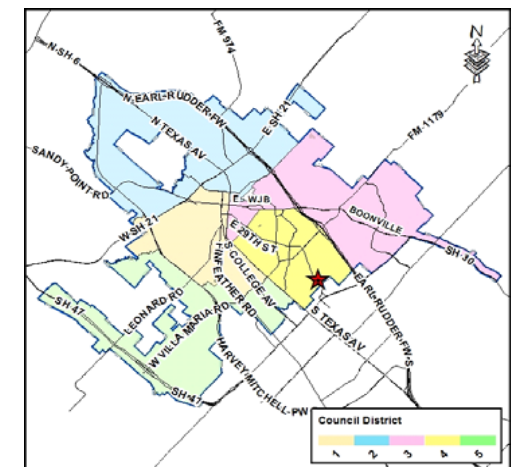 FM 974
N
N-SH 6
N-EARL-RUDDER-FW
E SH 21
N TEXAS AV
FM-1179
SANDY-POINT-RD
E WJB
BOONVILLE
W-SH 21
E 29TH ST
SH-30
S COLLEGE AV
FINFEATHER RD
EARL-RUDDER-FW-S
LEONARD RD
SH 47
S TEXAS AV
W VILLA MARIA RD
HARVEY-MITCHELL-PW
SH-47
Council District
1 2 3 4 5